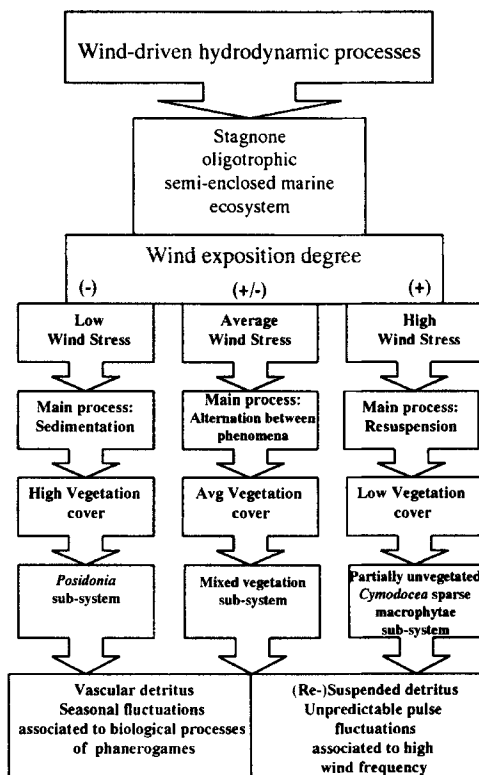 Wind-driven hydrodynamic processes
Stagnone
oligotrophic
semi-enclosed marine
ecosystem
Wind exposition degree
(-)
(+/-)
(+)
Low
Wind Stress
Average
Wind Stress
High
Wind Stress
Main process:
Sedimentation
Main process:
Alternation between
phenomena
Main process:
Resuspension
High Vegetation
cover
Avg Vegetation
cover
Low Vegetation
cover
Posidonia
sub-system
Mixed vegetation
sub-system
Partially unvegetated
Cymodocea sparse
macrophytae
sub-system
Vascular detritus
Seasonal fluctuations
associated to biological processes
of phanerogames
(Re-)Suspended detritus
Unpredictable pulse
fluctuations
associated to high
wind frequency